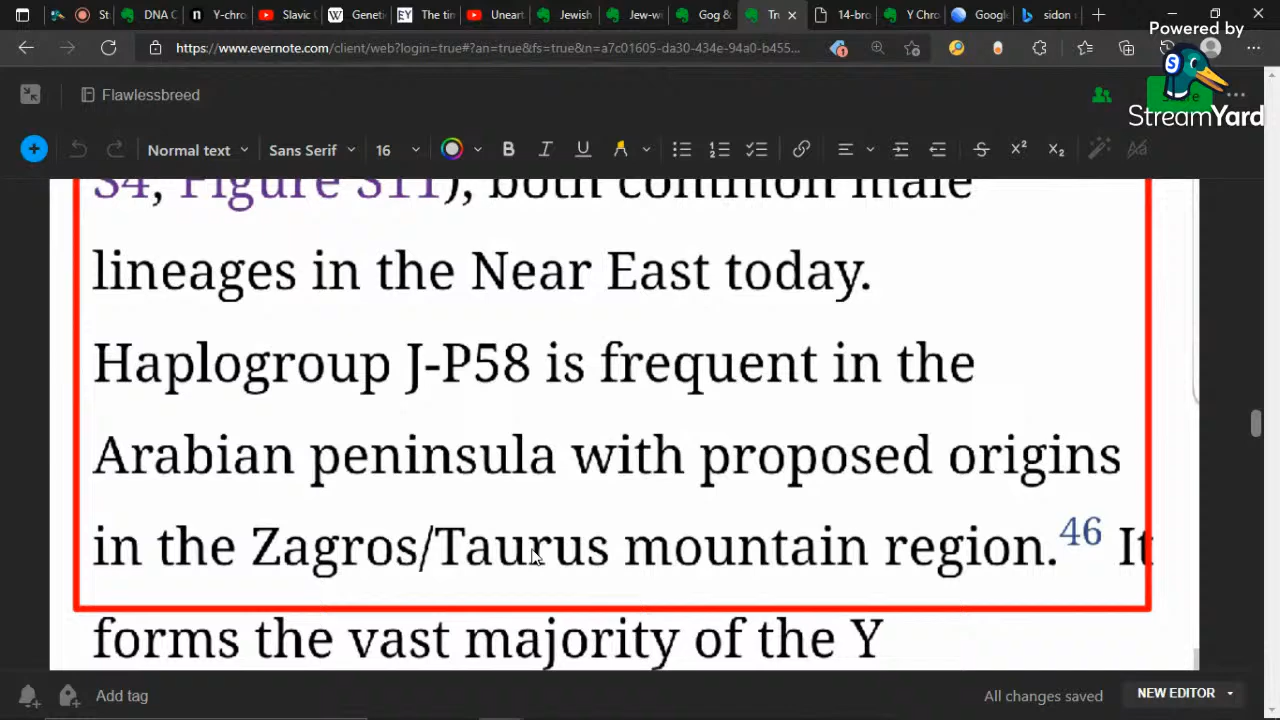 DNA C
Y-chro
Slavic (
Genet
The tin
Uneart
Jewish
Jew-w
Gog &
Tr
14-bro
Y Chro
Googl
sidon
https://www.evernote.com/client/web?login=true#?an=true&fs=true&n=a7c01605-da30-434e-94a0-b455...
Powered by
StreamYard
Flawlessbreed
Normal text
Sans Serif
16
S4, Figure S11), both common male
lineages in the Near East today.
Haplogroup J-P58 is frequent in the
Arabian peninsula with proposed origins
in the Zagros/Taurus mountain region.46 It
forms the vast majority of the Y
Add tag
All changes saved
NEW EDITOR